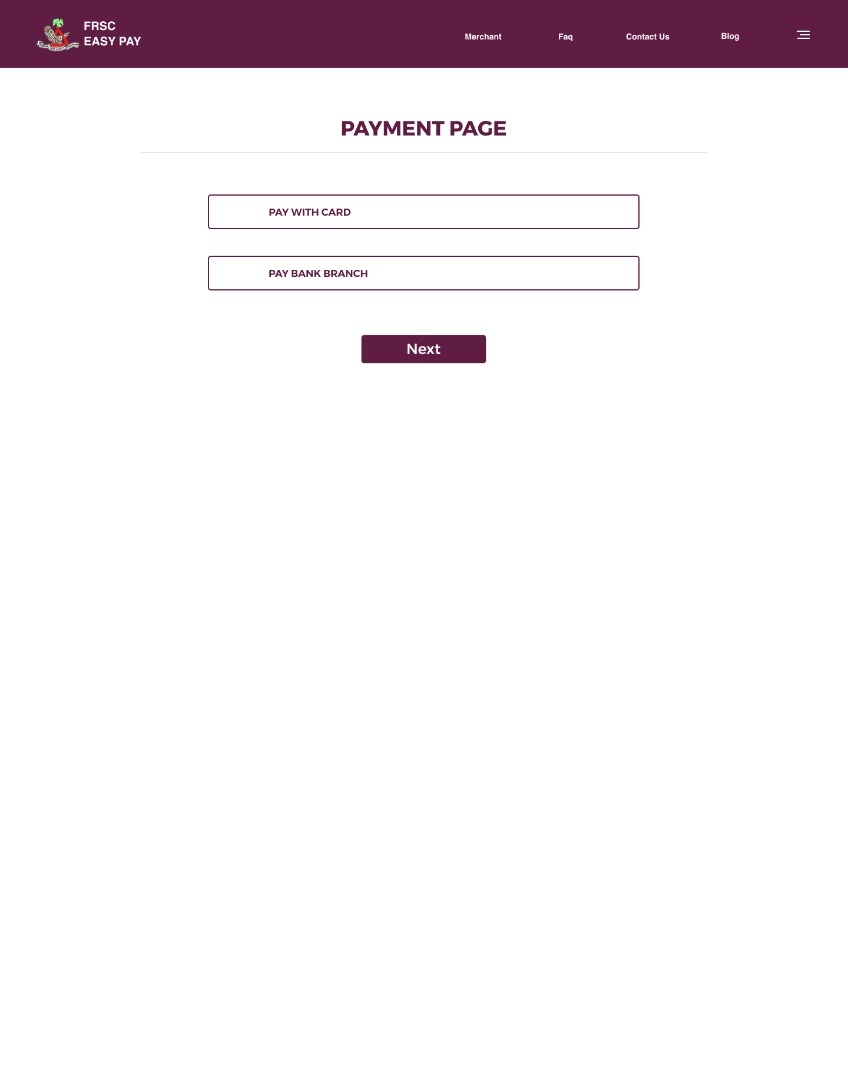 FRSC
EASY PAY
Merchant
Faq
Contact Us
Blog
PAYMENT PAGE
PAY WITH CARD
PAY BANK BRANCH
Next